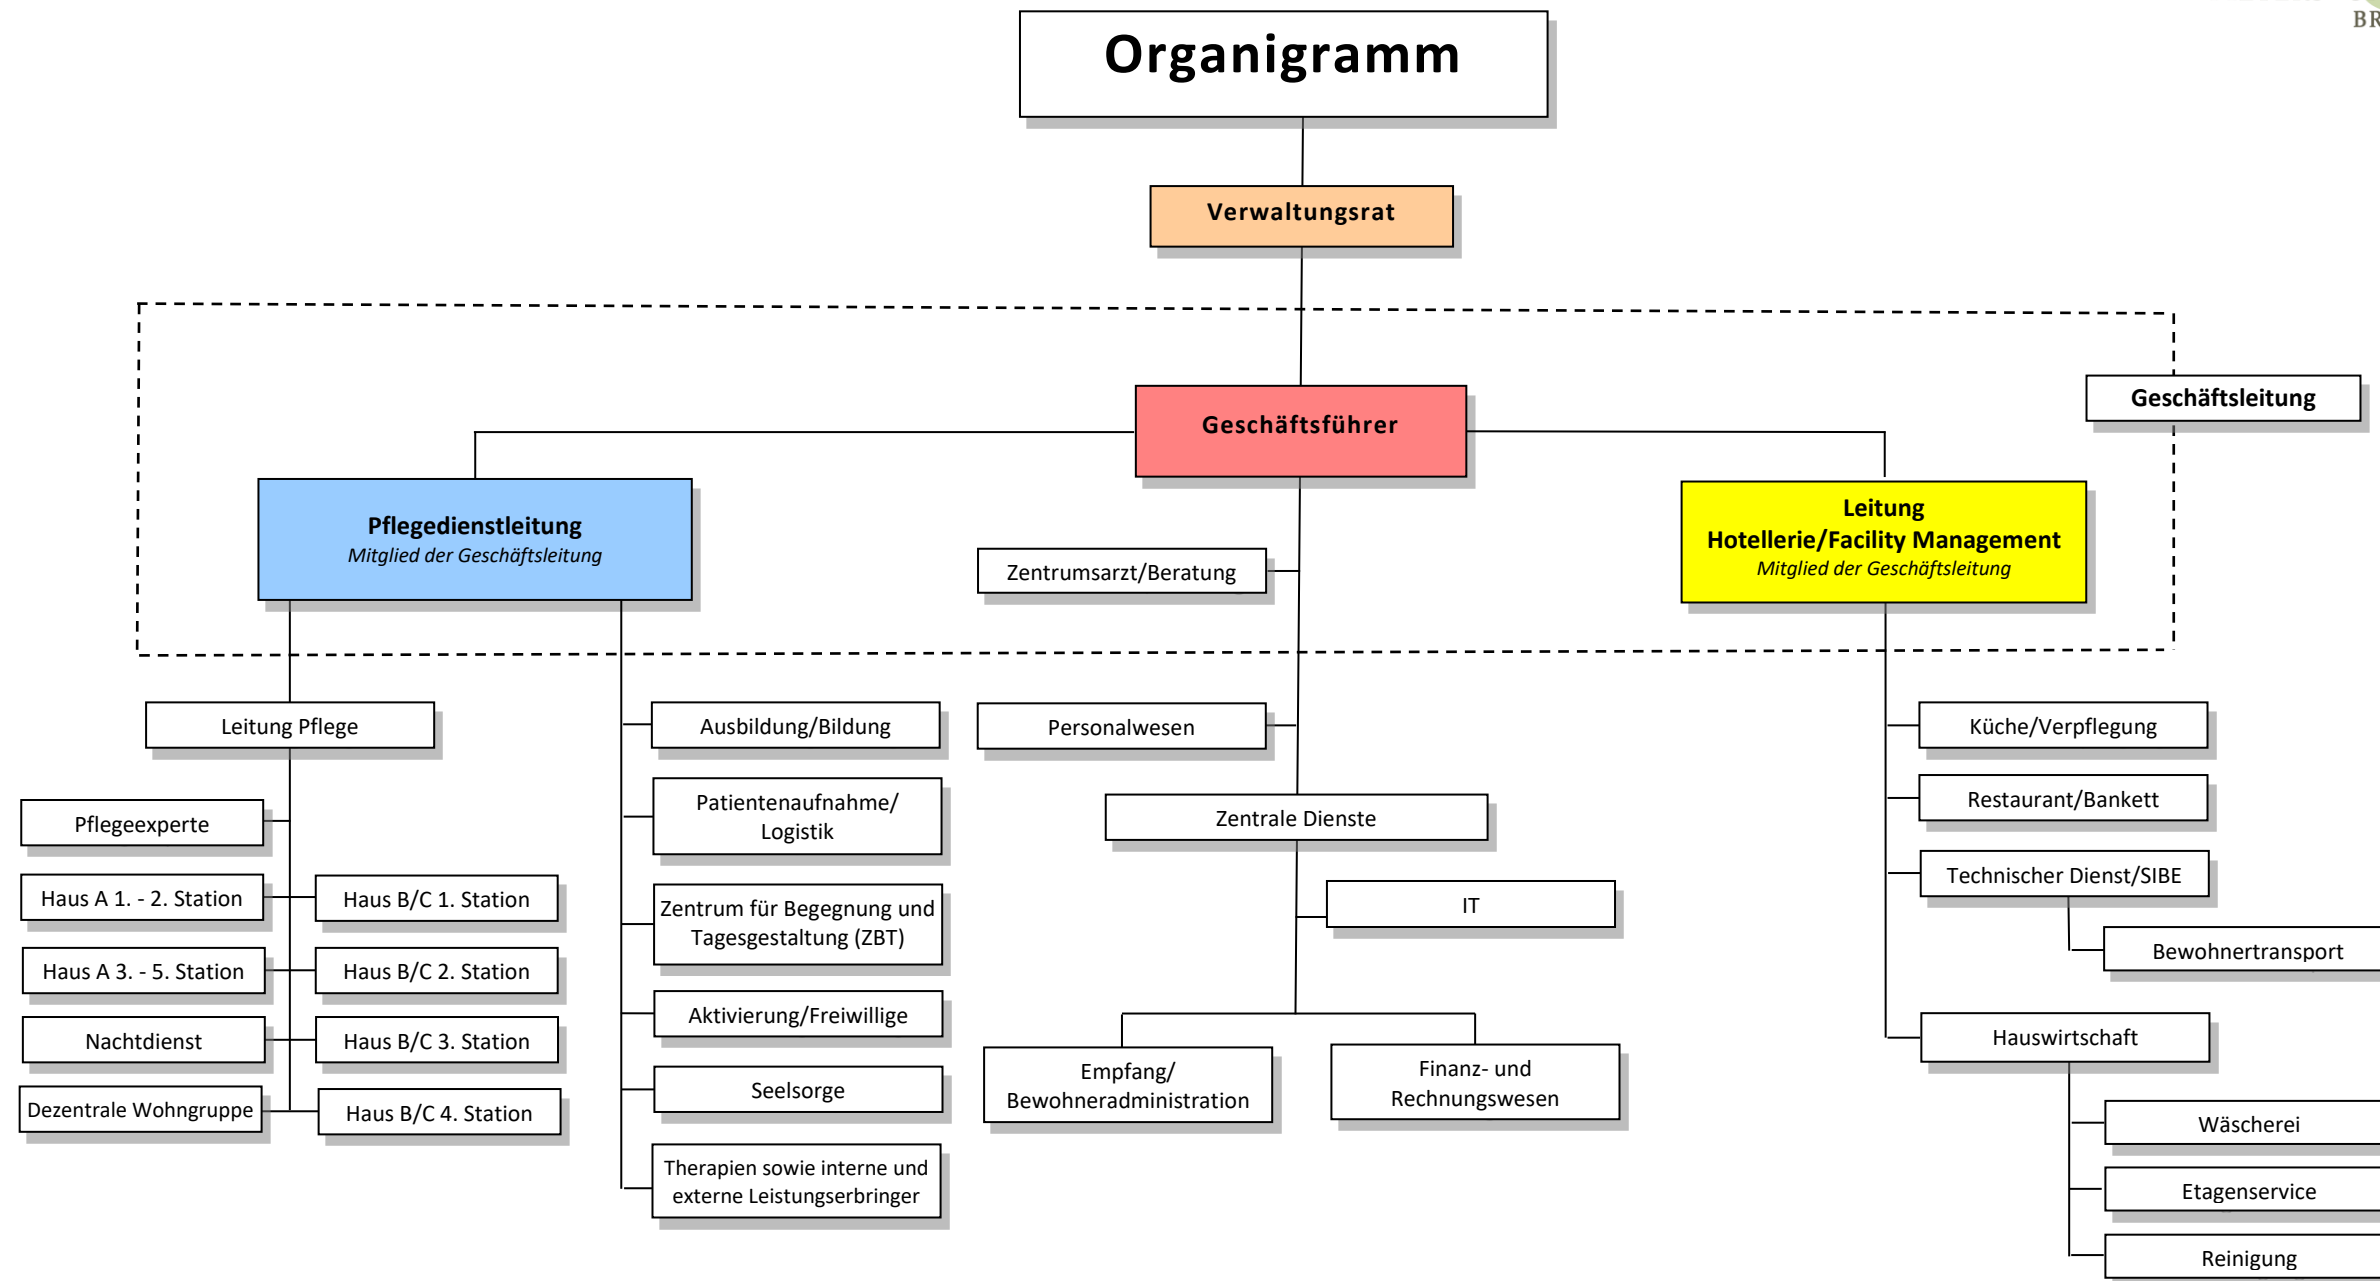 BR
Organigramm
Verwaltungsrat
Geschäftsleitung
Geschäftsführer
Pflegedienstleitung
Mitglied der Geschäftsleitung
Leitung
Hotellerie/Facility Management
Mitglied der Geschäftsleitung
Zentrumsarzt/Beratung
Leitung Pflege
Pflegeexperte
Haus A 1. - 2. Station
Haus B/C 1. Station
Haus A 3. - 5. Station
Haus B/C 2. Station
Nachtdienst
Haus B/C 3. Station
Dezentrale Wohngruppe
Haus B/C 4. Station
Ausbildung/Bildung
Patientenaufnahme/
Logistik
Zentrum für Begegnung und
Tagesgestaltung (ZBT)
Aktivierung/Freiwillige
Seelsorge
Therapien sowie interne und
externe Leistungserbringer
Personalwesen
Zentrale Dienste
IT
Empfang/
Bewohneradministration
Finanz- und
Rechnungswesen
Küche/Verpflegung
Restaurant/Bankett
Technischer Dienst/SIBE
Bewohnertransport
Hauswirtschaft
Wäscherei
Etagenservice
Reinigung